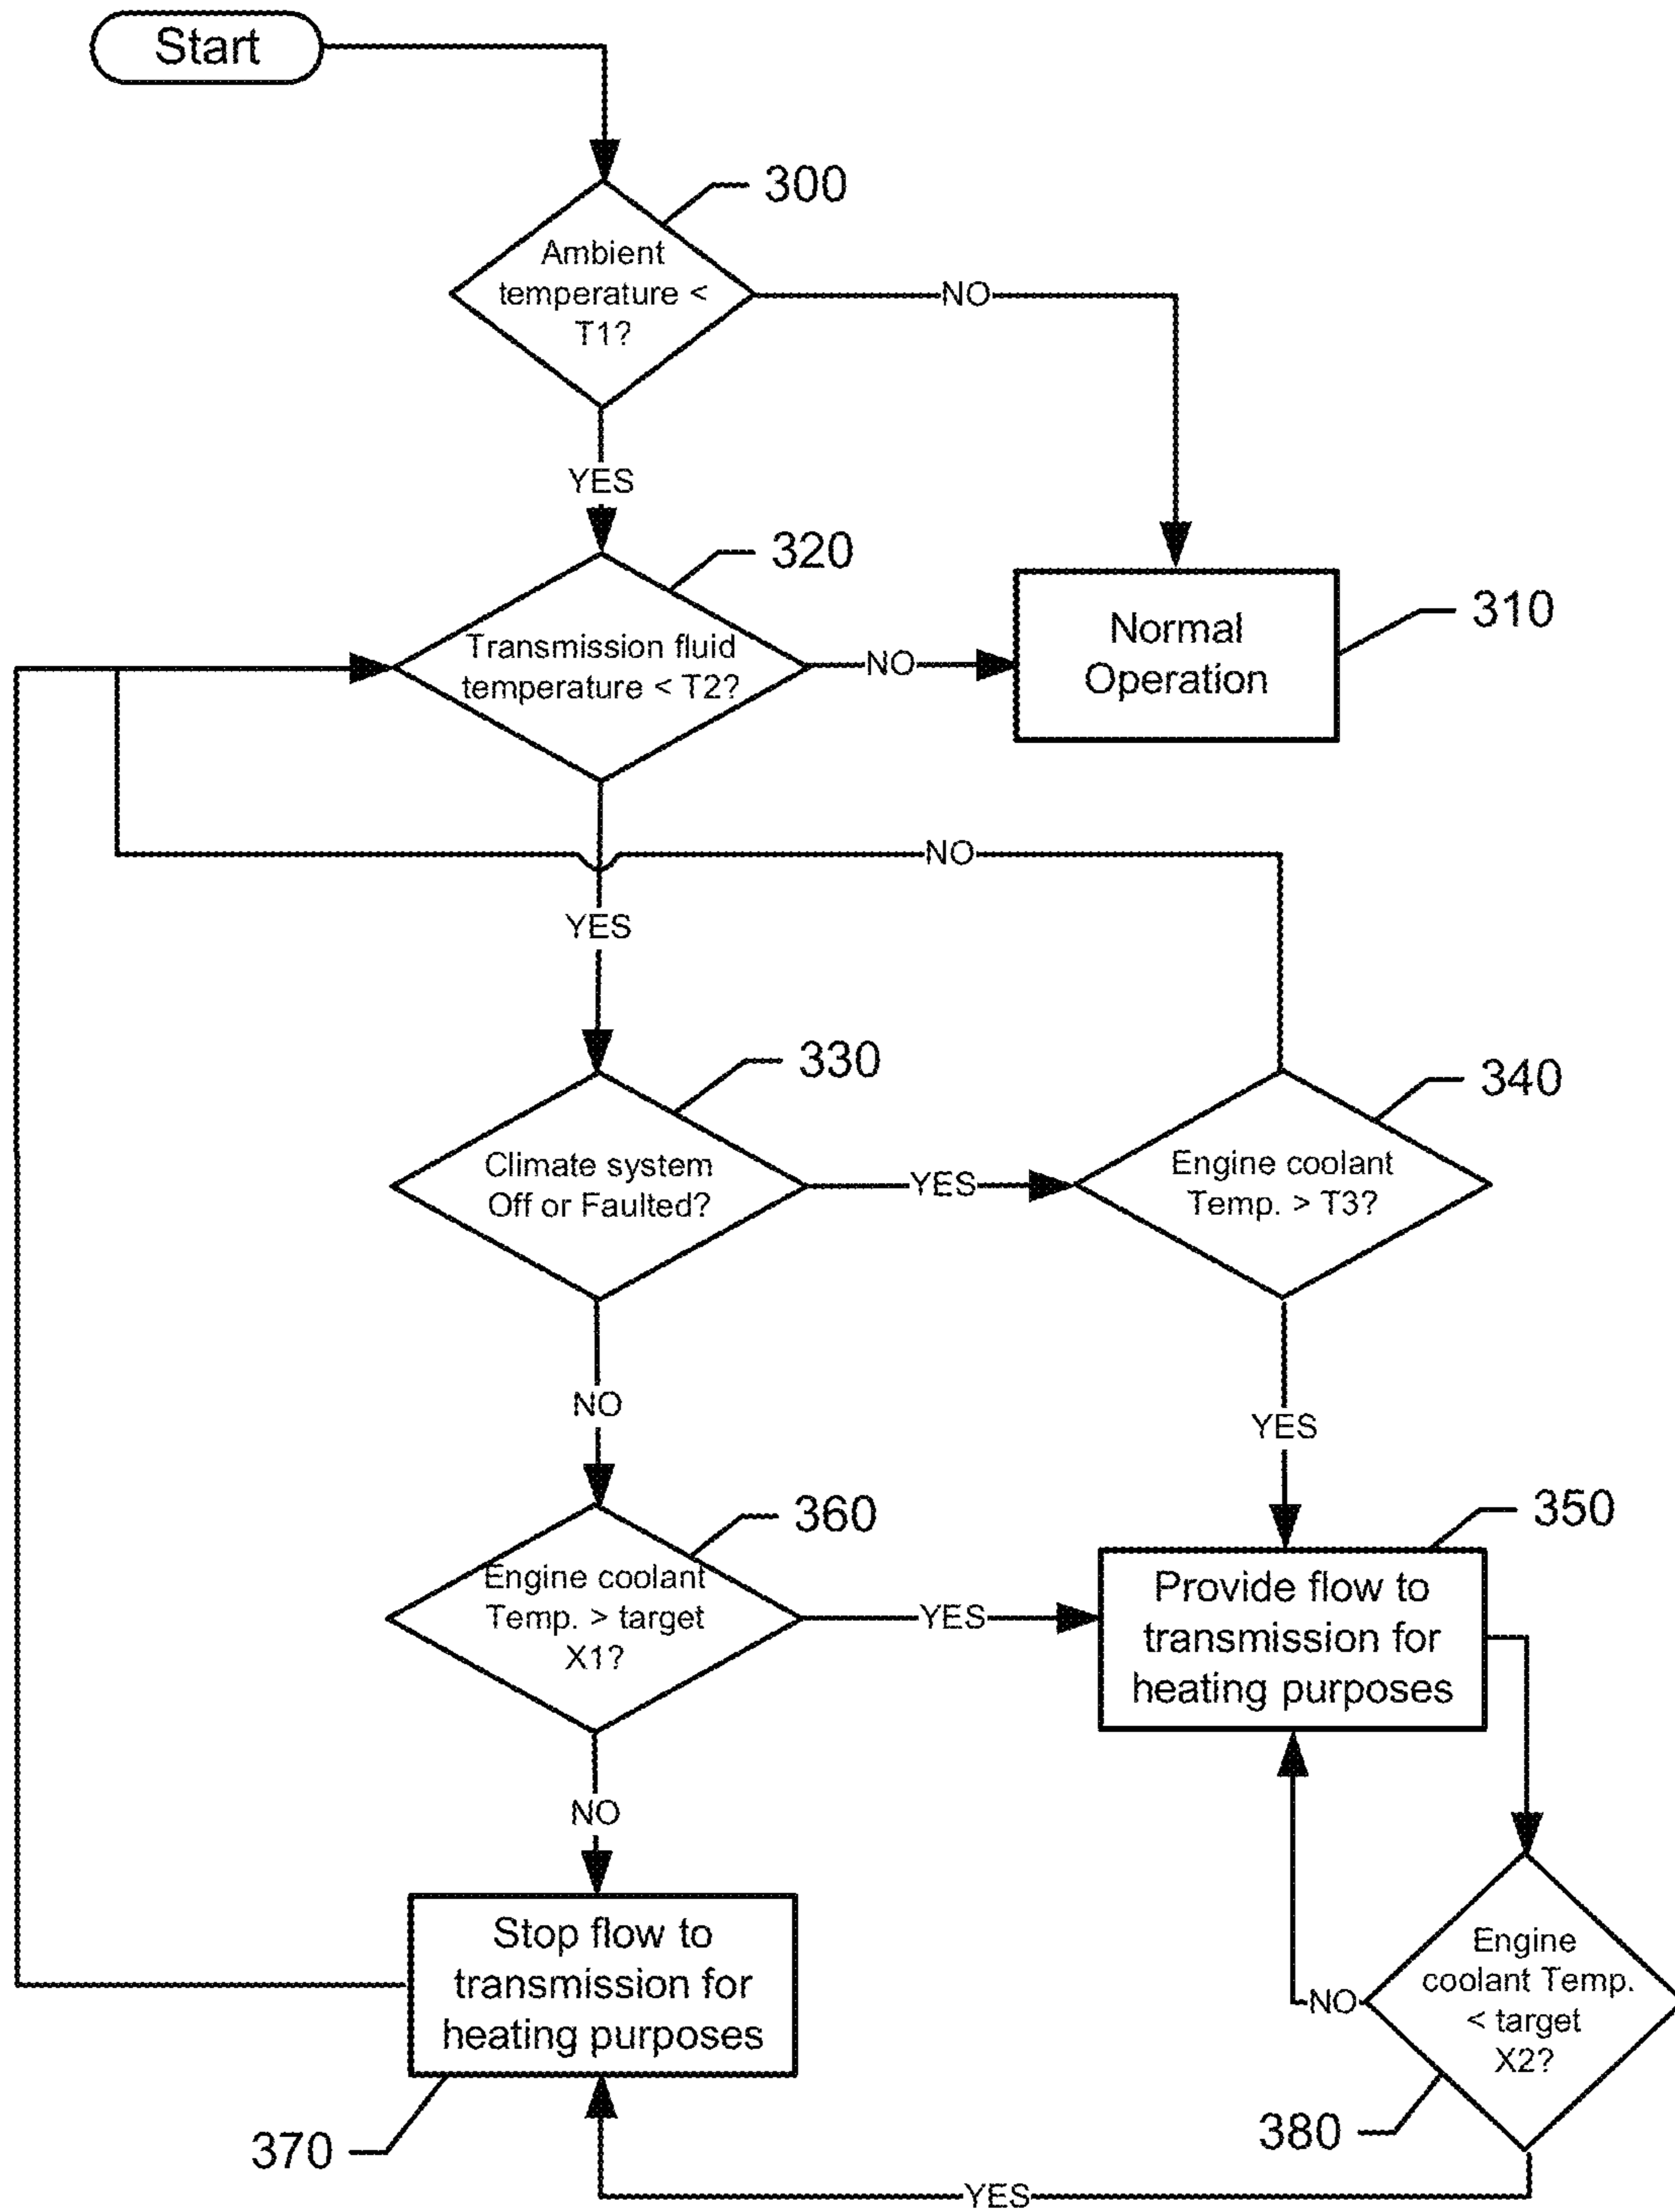 Start
300
Ambient
temperature <
T1?
NO
YES
320
Transmission fluid
temperature < T2?
NO
Normal
Operation
310
NO
YES
330
Climate system
Off or Faulted?
YES
340
Engine coolant
Temp. > T3?
NO
YES
360
Engine coolant
Temp. > target
X1?
YES
350
Provide flow to
transmission for
heating purposes
NO
Stop flow to
transmission for
heating purposes
370
Engine
coolant Temp.
< target
X2?
NO
380
YES